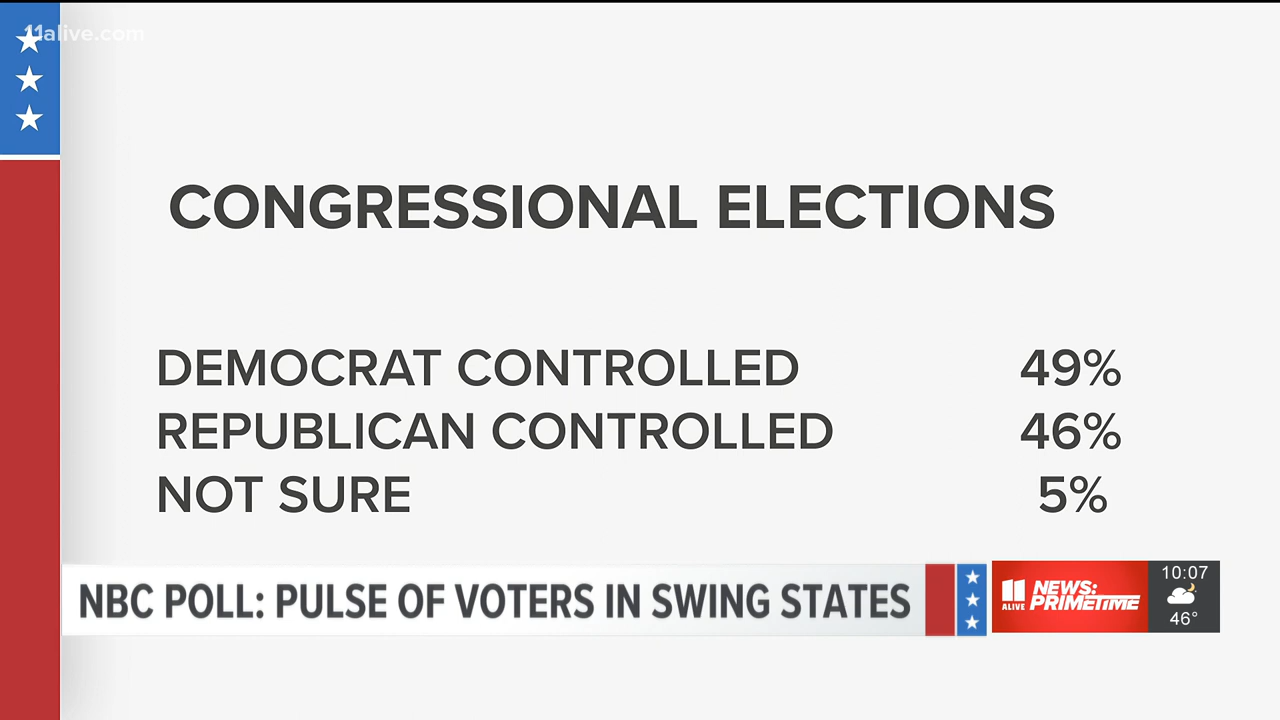 11alive.com
CONGRESSIONAL ELECTIONS
DEMOCRAT CONTROLLED 49%
REPUBLICAN CONTROLLED 46%
NOT SURE 5%
NBC POLL: PULSE OF VOTERS IN SWING STATES
11 ALIVE NEWS: PRIMETIME
10:07
46°